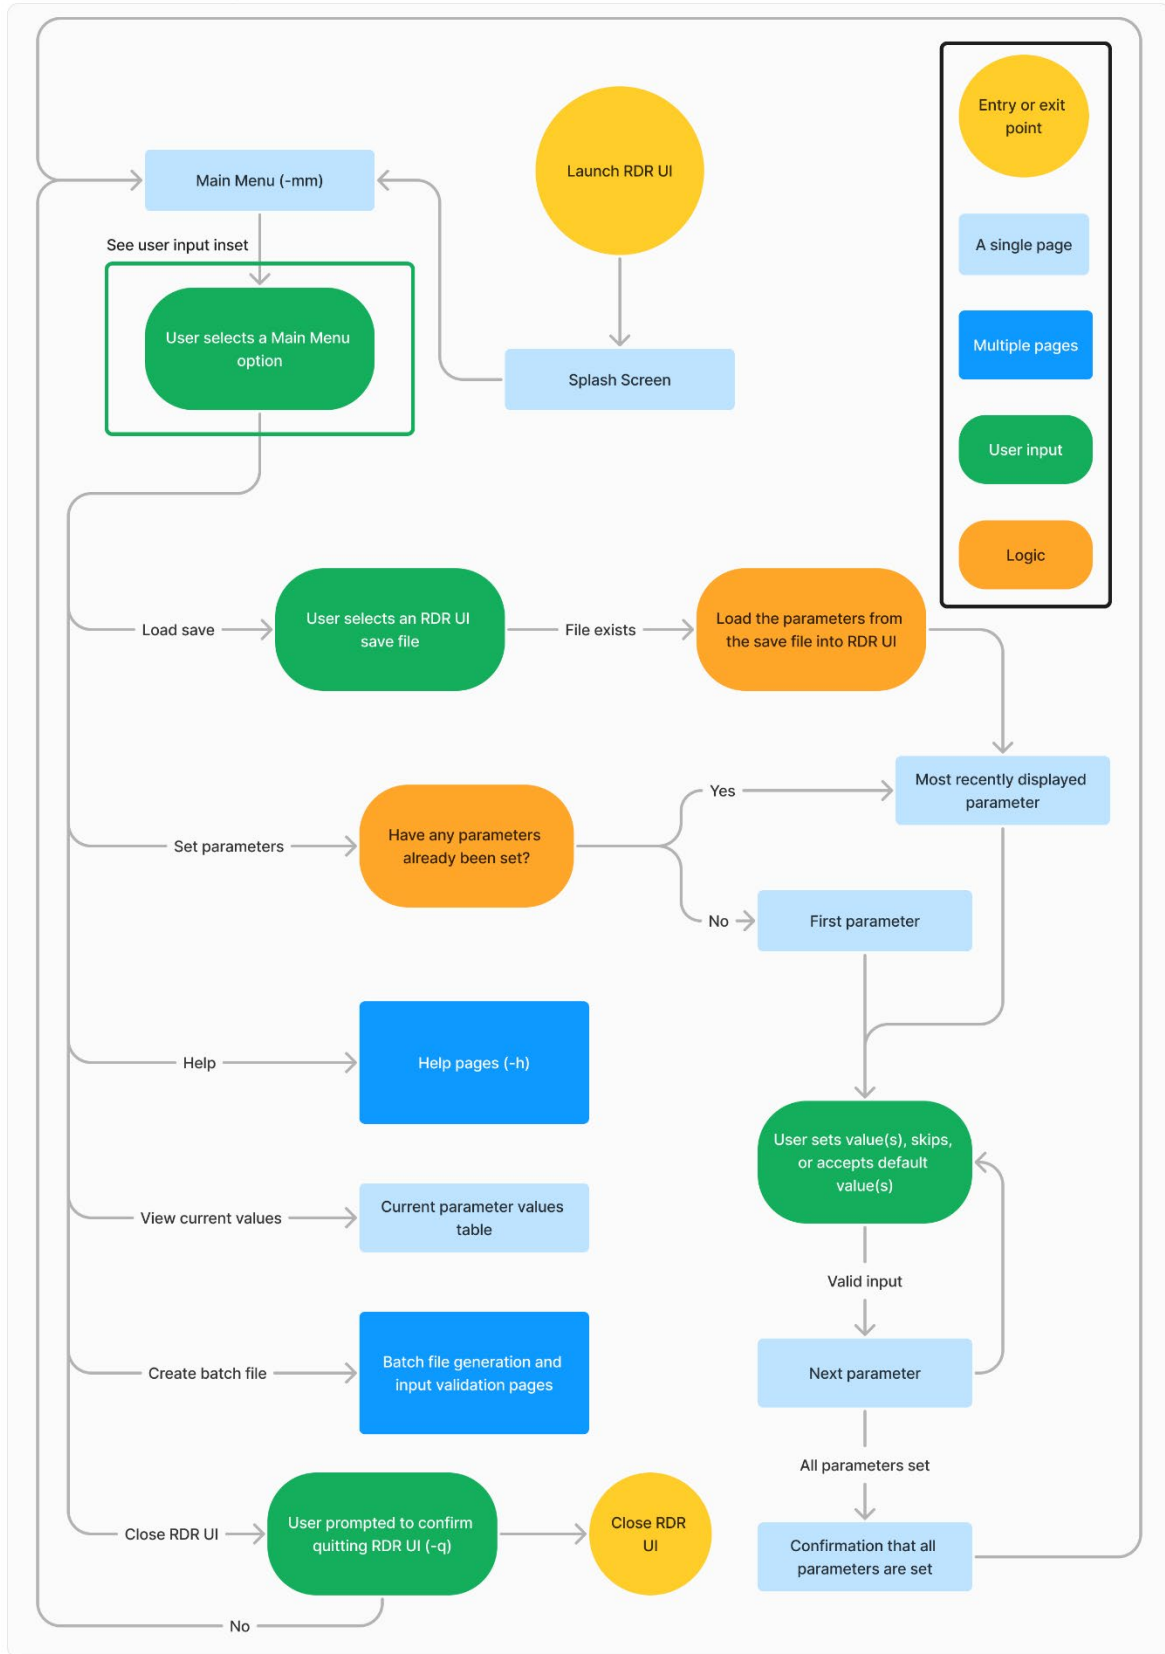 Entry or exit
point
Launch RDR UI
Main Menu (-mm)
A single page
See user input inset
User selects a Main Menu
option
Multiple pages
Splash Screen
User input
Logic
Load save
User selects an RDR UI
save file
File exists
Load the parameters from
the save file into RDR UI
Most recently displayed
parameter
Yes
Set parameters
Have any parameters
already been set?
No
First parameter
Help
Help pages (-h)
User sets value(s), skips,
or accepts default
value(s)
View current values
Current parameter values
table
Valid input
Create batch file
Batch file generation and
input validation pages
Next parameter
All parameters set
Close RDR UI
User prompted to confirm
quitting RDR UI (-q)
Close RDR
UI
Confirmation that all
parameters are set
No